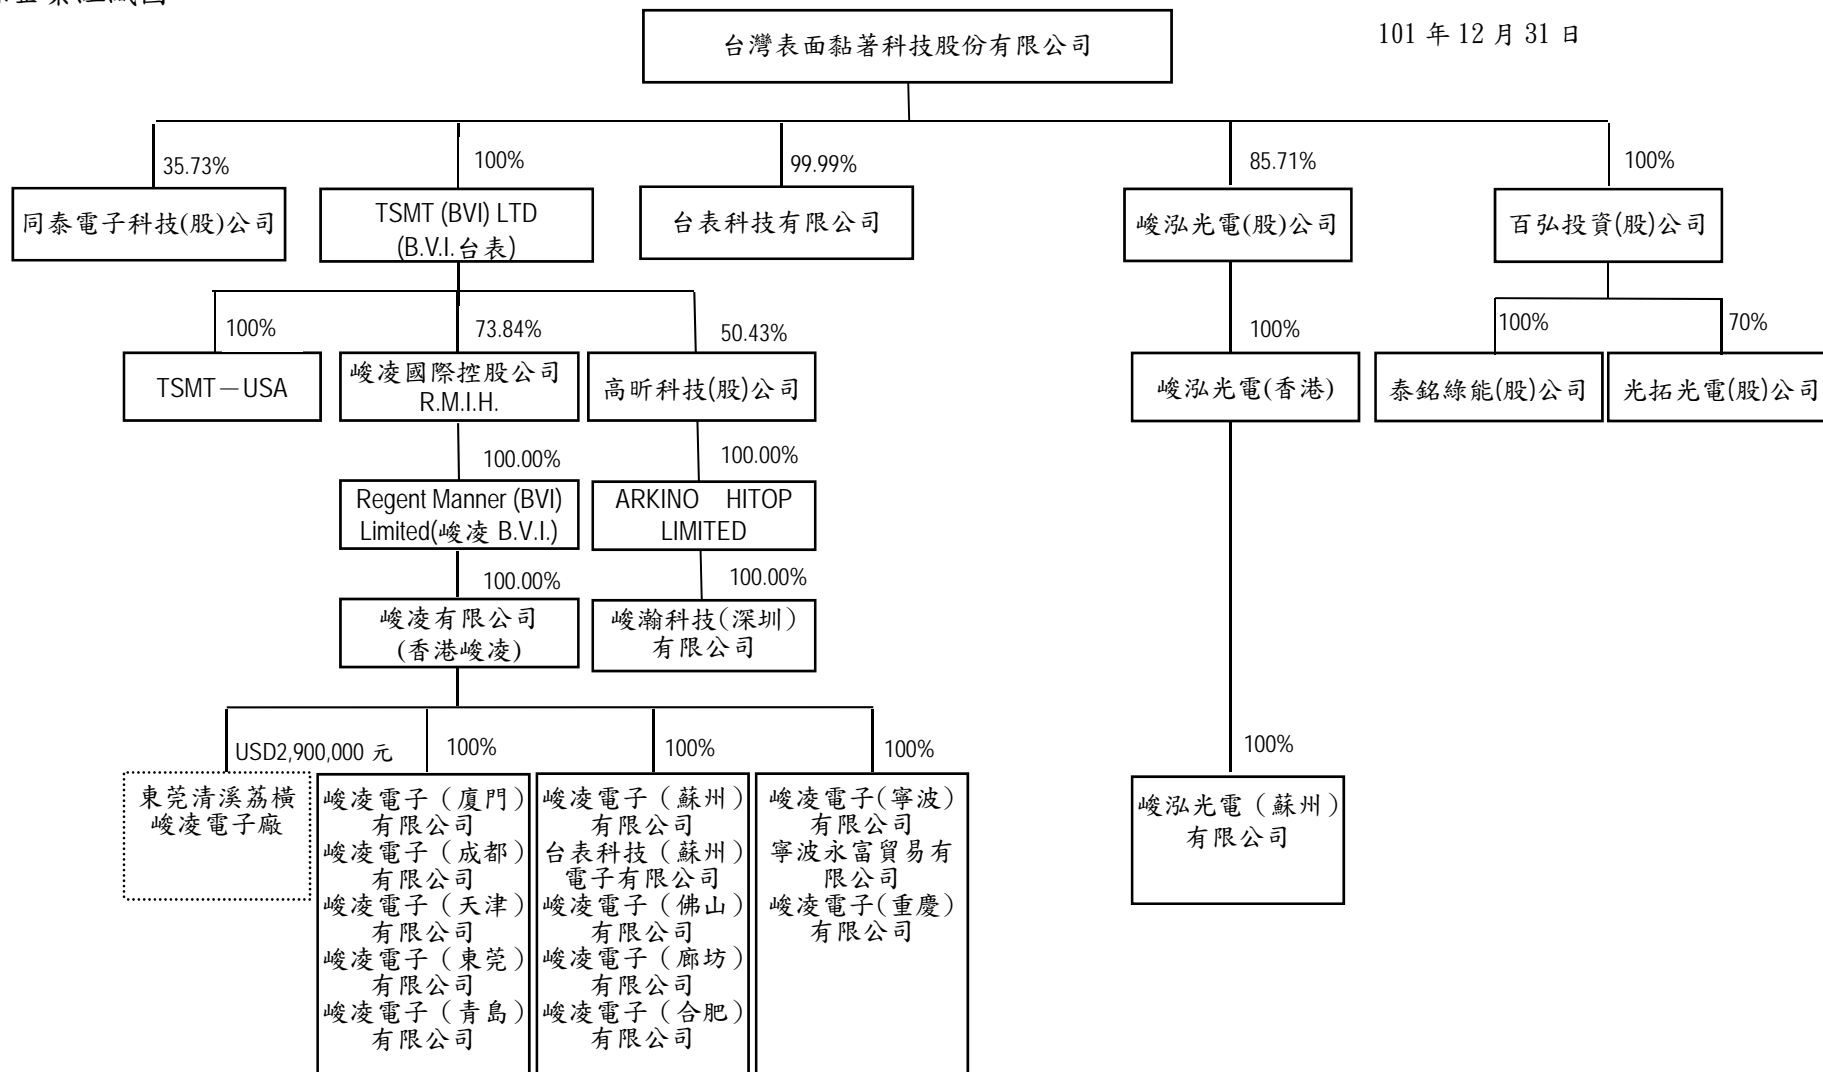 台灣表面黏著科技股份有限公司
101 年 12 月 31 日
35.73%
100%
99.99%
85.71%
100%
同泰電子科技(股)公司
TSMT (BVI) LTD
(B.V.I.台表)
台表科技有限公司
峻泓光電(股)公司
百弘投資(股)公司
100%
73.84%
50.43%
100%
100%
70%
TSMT－USA
峻凌國際控股公司
R.M.I.H.
高昕科技(股)公司
峻泓光電(香港)
泰銘綠能(股)公司
光拓光電(股)公司
100.00%
100.00%
Regent Manner (BVI)
Limited(峻凌 B.V.I.)
ARKINO HITOP
LIMITED
100.00%
100.00%
峻凌有限公司
(香港峻凌)
峻瀚科技(深圳)
有限公司
USD2,900,000 元
100%
100%
100%
100%
東莞清溪荔橫
峻凌電子廠
峻凌電子（廈門）
有限公司
峻凌電子（成都）
有限公司
峻凌電子（天津）
有限公司
峻凌電子（東莞）
有限公司
峻凌電子（青島）
有限公司
峻凌電子（蘇州）
有限公司
台表科技（蘇州）
電子有限公司
峻凌電子（佛山）
有限公司
峻凌電子（廊坊）
有限公司
峻凌電子（合肥）
有限公司
峻凌電子(寧波)
有限公司
寧波永富貿易有
限公司
峻凌電子(重慶)
有限公司
峻泓光電（蘇州）
有限公司